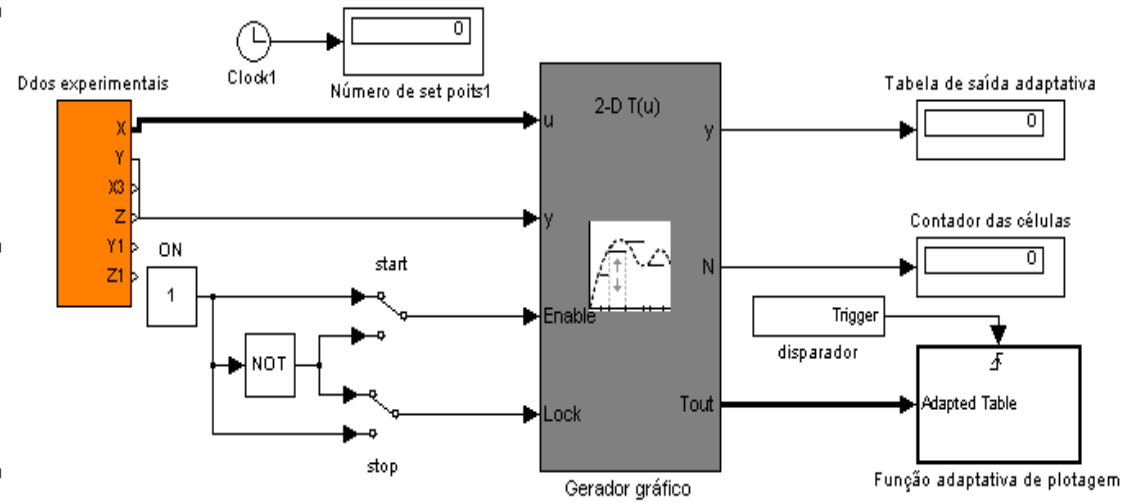 0
Clock1
Número de set poits1
Ddos experimentais
X
Y
X3
Z
Y1
Z1
ON
1
NOT
start
stop
2-D T(u)
u
y
Enable
Lock
y
N
Tout
Gerador gráfico
Tabela de saída adaptativa
0
Contador das células
0
Trigger
disparador
Adapted Table
Função adaptativa de plotagem